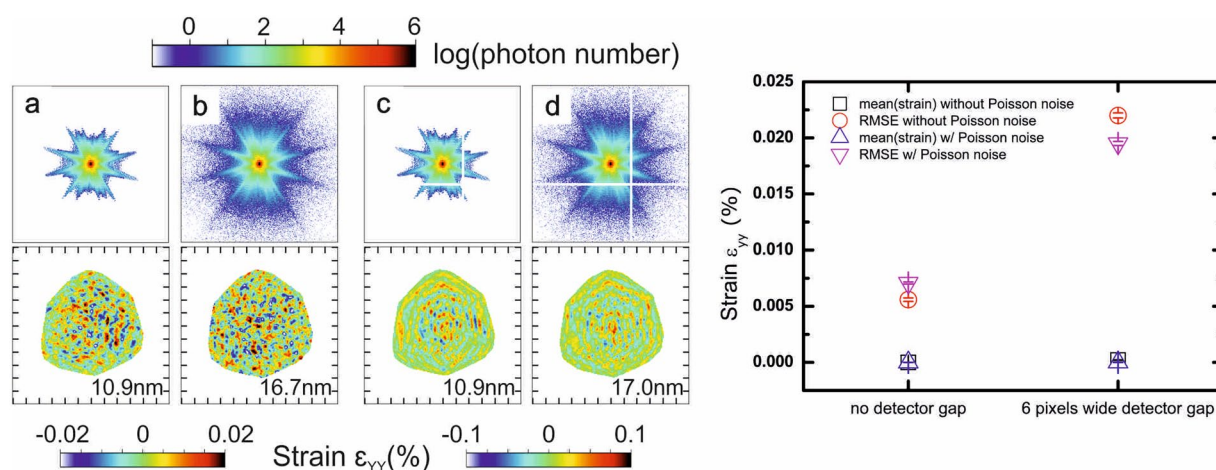 0 2 4 6
log(photon number)
a b c d
10.9nm 16.7nm 10.9nm 17.0nm
-0.02 0 0.02 -0.1 0 0.1
Strain εYY(%)
0.025
0.020
0.015
0.010
0.005
0.000
Strain εyy (%)
mean(strain) without Poisson noise
RMSE without Poisson noise
mean(strain) w/ Poisson noise
RMSE w/ Poisson noise
no detector gap 6 pixels wide detector gap